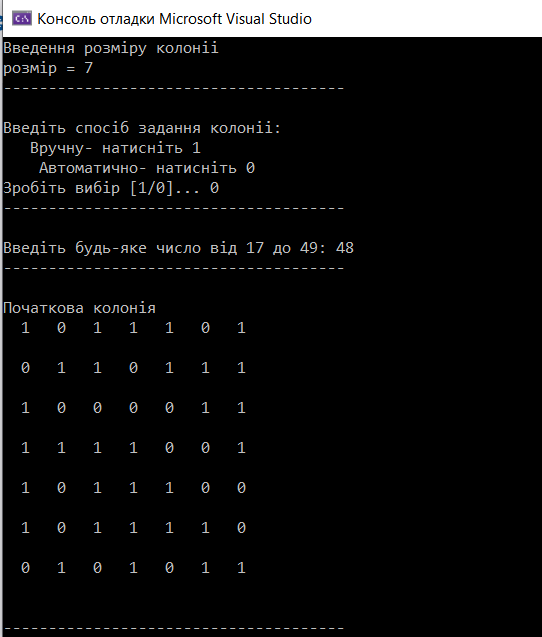 Консоль отладки Microsoft Visual Studio
Введення розміру колонії
розмір = 7
-------------------------------------
Введіть спосіб задання колонії:
Вручну- натисніть 1
Автоматично- натисніть 0
Зробіть вибір [1/0]... 0
-------------------------------------
Введіть будь-яке число від 17 до 49: 48
-------------------------------------
Початкова колонія
1 0 1 1 1 0 1
0 1 1 0 1 1 1
1 0 0 0 0 1 1
1 1 1 1 0 0 1
1 0 1 1 1 0 0
1 0 1 1 1 1 0
0 1 0 1 0 1 1
-------------------------------------